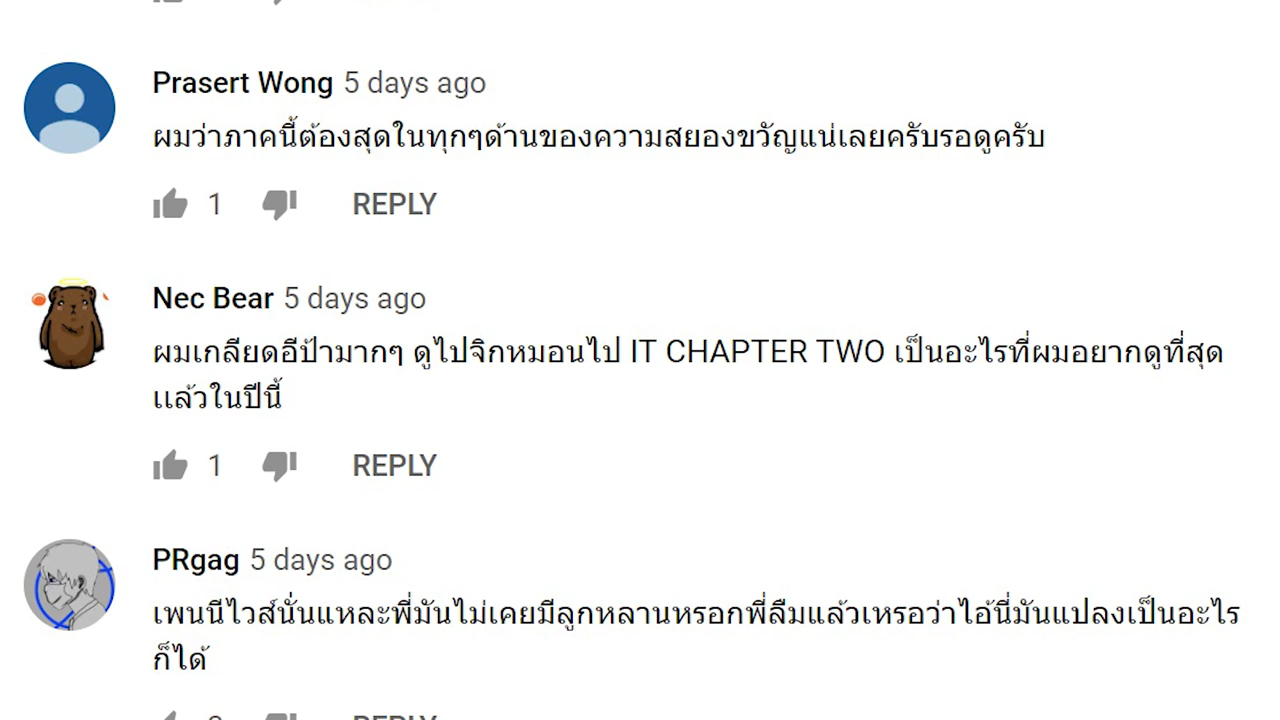 Prasert Wong 5 days ago
ผมว่าภาคนี้ต้องสุดในทุกๆด้านของความสยองขวัญแน่เลยครับรอดูครับ
1 REPLY
Nec Bear 5 days ago
ผมเกลียดอีป้ามากๆ ดูไปจิกหมอนไป IT CHAPTER TWO เป็นอะไรที่ผมอยากดูที่สุด
แล้วในปีนี้
1 REPLY
PRgag 5 days ago
เพนนีไวส์นั่นแหละพี่มันไม่เคยมีลูกหลานหรอกพี่ลืมแล้วเหรอว่าไอ้นี่มันแปลงเป็นอะไร
ก็ได้
REPLY